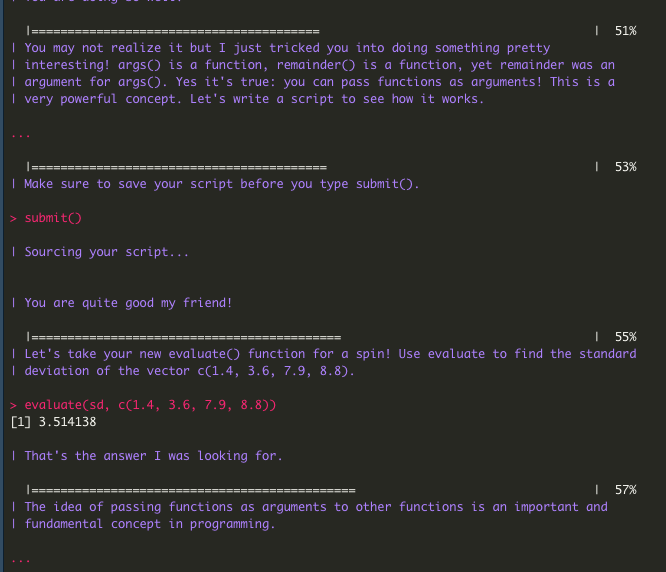 |======================================== | 51%
| You may not realize it but I just tricked you into doing something pretty
| interesting! args() is a function, remainder() is a function, yet remainder was an
| argument for args(). Yes it's true: you can pass functions as arguments! This is a
| very powerful concept. Let's write a script to see how it works.
...
|========================================= | 53%
| Make sure to save your script before you type submit().
> submit()
| Sourcing your script...
| You are quite good my friend!
|=========================================== | 55%
| Let's take your new evaluate() function for a spin! Use evaluate to find the standard
| deviation of the vector c(1.4, 3.6, 7.9, 8.8).
> evaluate(sd, c(1.4, 3.6, 7.9, 8.8))
[1] 3.514138
| That's the answer I was looking for.
|============================================= | 57%
| The idea of passing functions as arguments to other functions is an important and
| fundamental concept in programming.
...